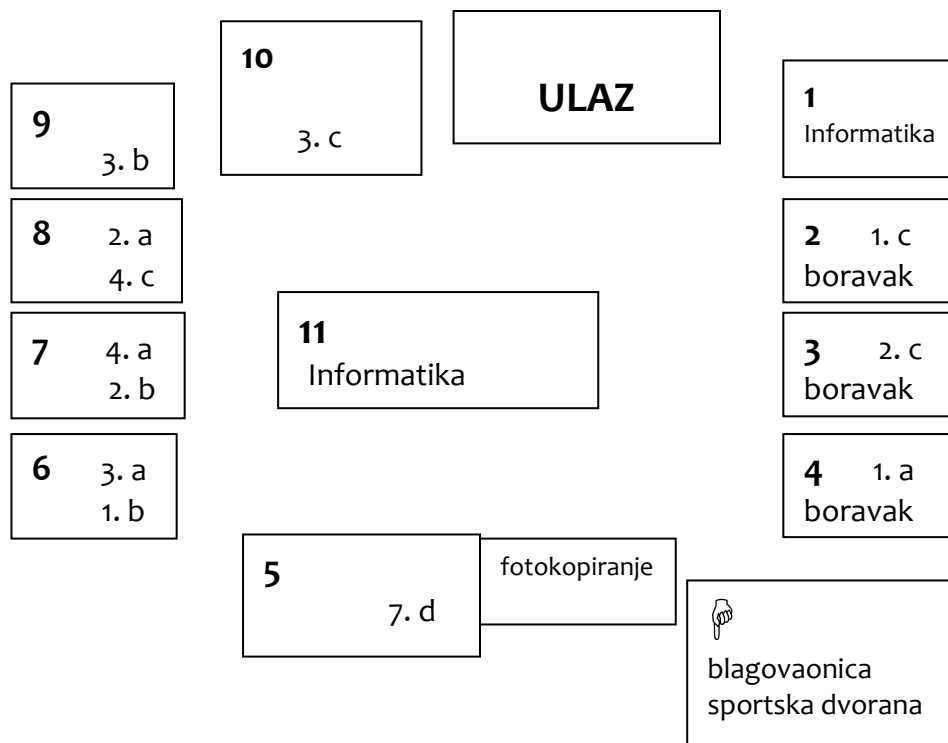 10
3. c
ULAZ
1
Informatika
9
3. b
8 2. a
4. c
2 1. c
boravak
11
Informatika
7 4. a
2. b
3 2. c
boravak
6 3. a
1. b
4 1. a
boravak
5
7. d
fotokopiranje
blagovaonica
sportska dvorana